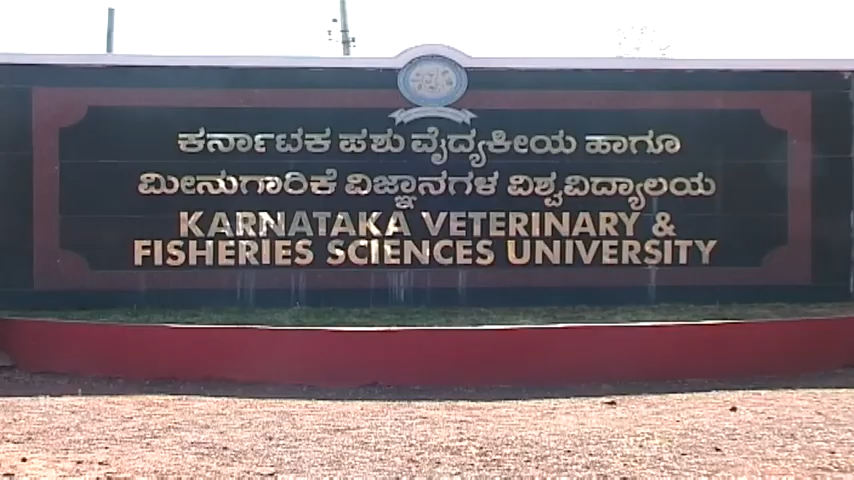 ಕರ್ನಾಟಕ ಪಶುವೈದ್ಯಕೀಯ ಹಾಗೂ
ಮೀನುಗಾರಿಕೆ ವಿಜ್ಞಾನಗಳ ವಿಶ್ವವಿದ್ಯಾಲಯ
KARNATAKA VETERINARY &
FISHERIES SCIENCES UNIVERSITY